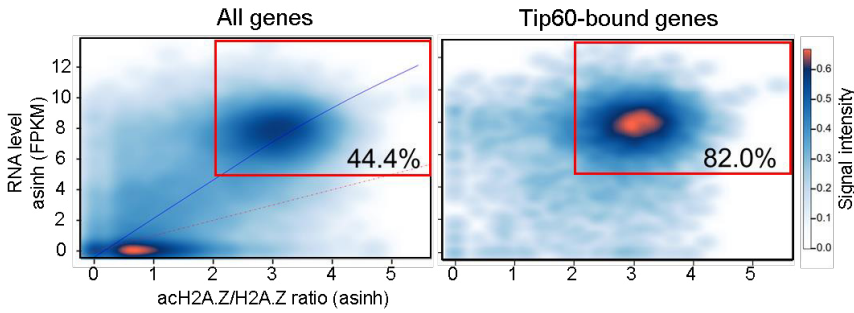 All genes
Tip60-bound genes
RNA level
asinh (FPKM)
12
10
8
6
4
2
0
44.4%
0 1 2 3 4 5
acH2A.Z/H2A.Z ratio (asinh)
82.0%
0 1 2 3 4 5
0.6
0.5
0.4
0.3
0.2
0.1
0.0
Signal intensity